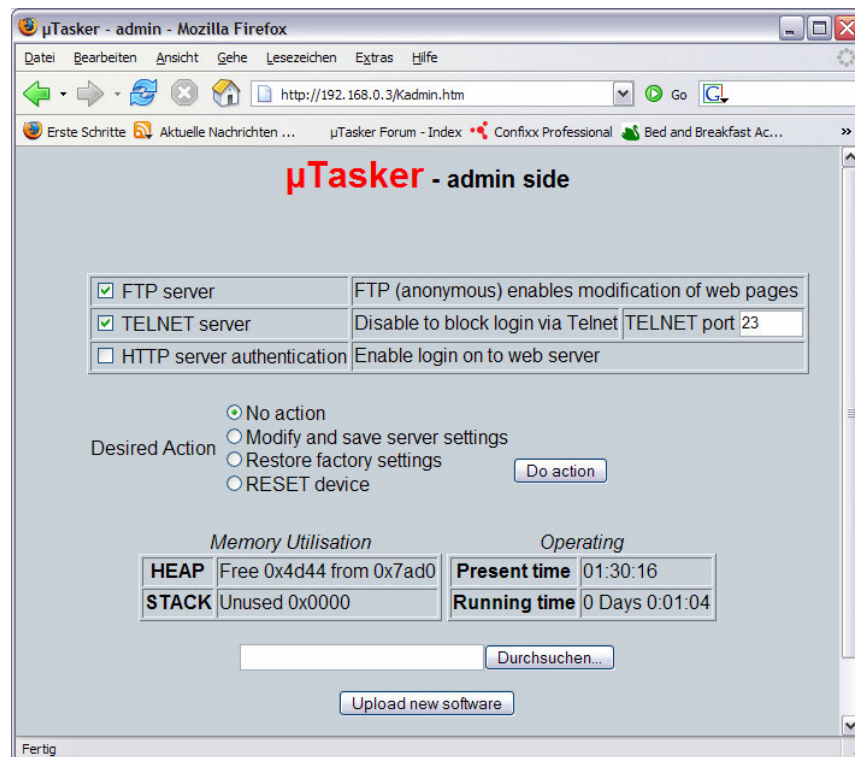 µTasker - admin - Mozilla Firefox
Datei Bearbeiten Ansicht Gehe Lesezeichen Extras Hilfe
http://192.168.0.3/Kadmin.htm Go G
Erste Schritte Aktuelle Nachrichten ... µTasker Forum - Index Confixx Professional Bed and Breakfast Ac... »
µTasker - admin side
FTP server FTP (anonymous) enables modification of web pages
TELNET server Disable to block login via Telnet TELNET port 23
HTTP server authentication Enable login on to web server
No action
Modify and save server settings
Desired Action
Restore factory settings
Do action
RESET device
Memory Utilisation Operating
HEAP Free 0x4d44 from 0x7ad0 Present time 01:30:16
STACK Unused 0x0000 Running time 0 Days 0:01:04
Durchsuchen...
Upload new software
Fertig